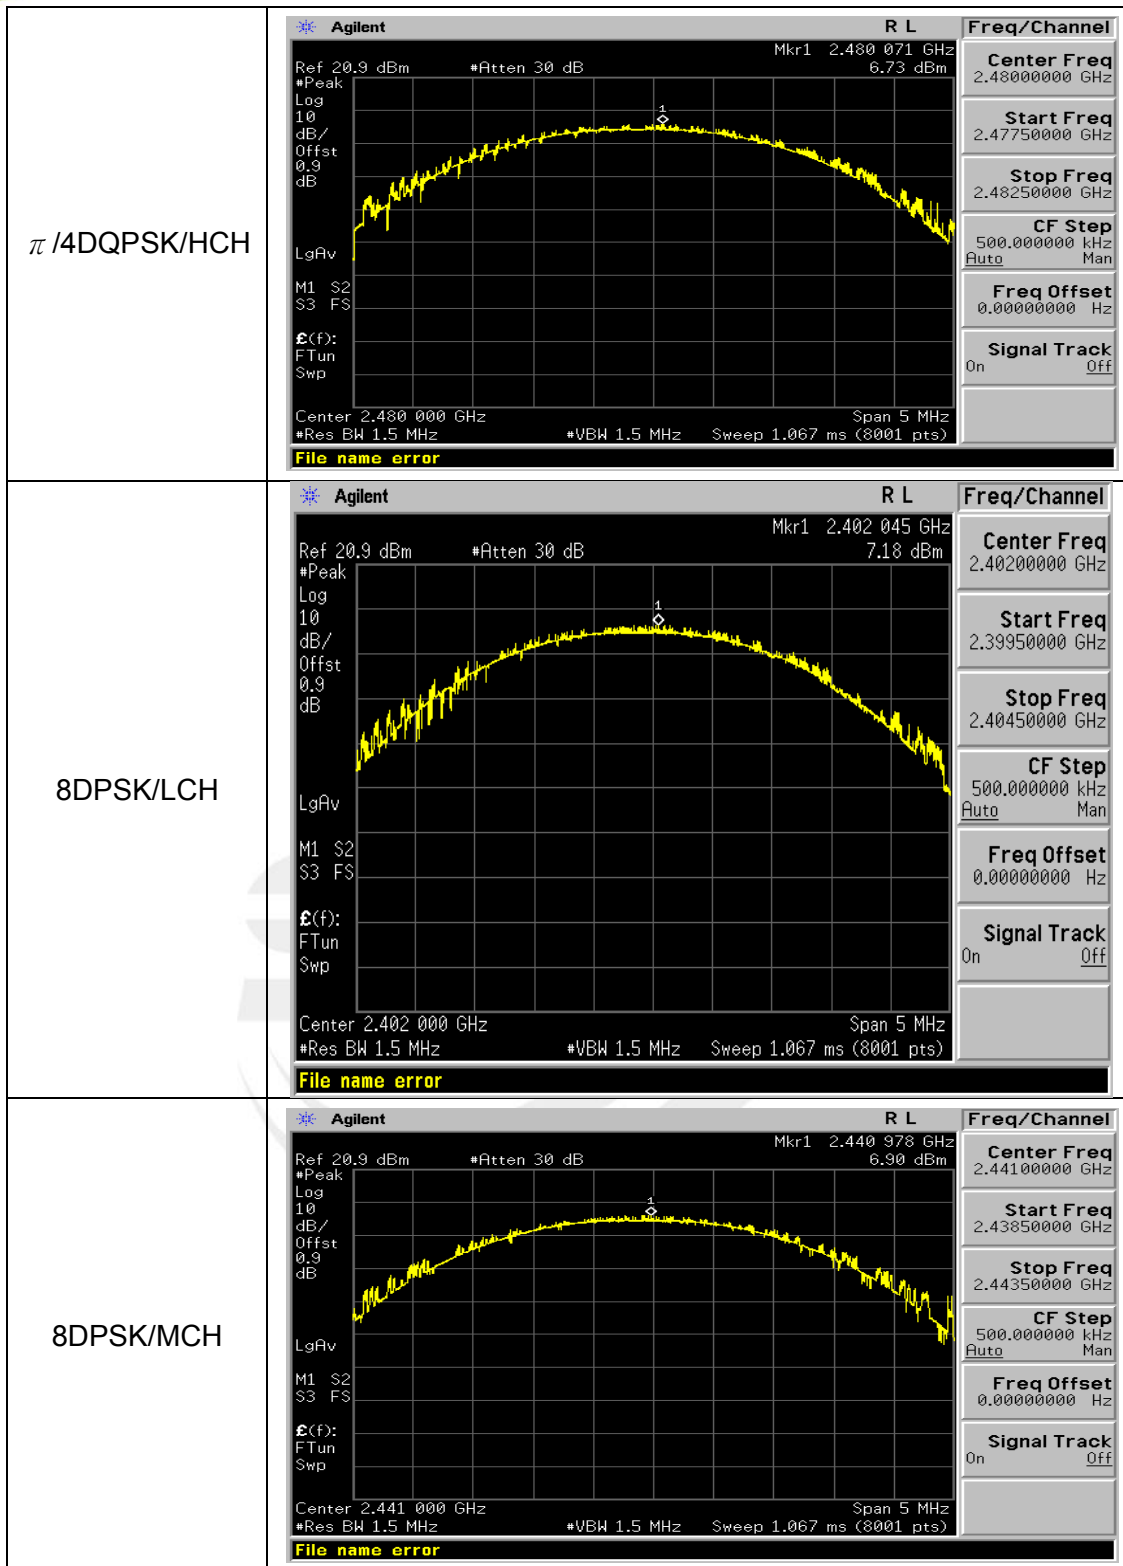 π/4DQPSK/HCH
Agilent R L Freq/Channel
Mkr1 2.480 071 GHz
Ref 20.9 dBm #Atten 30 dB 6.73 dBm
#Peak
Log
10
dB/
Offst
0.9
dB
1
LgAv
M1 S2
S3 FS
£(f):
FTun
Swp
Center 2.480 000 GHz Span 5 MHz
#Res BW 1.5 MHz #VBW 1.5 MHz Sweep 1.067 ms (8001 pts)
File name error
Center Freq
2.48000000 GHz
Start Freq
2.47750000 GHz
Stop Freq
2.48250000 GHz
CF Step
500.000000 kHz
Auto Man
Freq Offset
0.00000000 Hz
Signal Track
On Off
8DPSK/LCH
Agilent R L Freq/Channel
Mkr1 2.402 045 GHz
Ref 20.9 dBm #Atten 30 dB 7.18 dBm
#Peak
Log
10
dB/
Offst
0.9
dB
1
LgAv
M1 S2
S3 FS
£(f):
FTun
Swp
Center 2.402 000 GHz Span 5 MHz
#Res BW 1.5 MHz #VBW 1.5 MHz Sweep 1.067 ms (8001 pts)
File name error
Center Freq
2.40200000 GHz
Start Freq
2.39950000 GHz
Stop Freq
2.40450000 GHz
CF Step
500.000000 kHz
Auto Man
Freq Offset
0.00000000 Hz
Signal Track
On Off
8DPSK/MCH
Agilent R L Freq/Channel
Mkr1 2.440 978 GHz
Ref 20.9 dBm #Atten 30 dB 6.90 dBm
#Peak
Log
10
dB/
Offst
0.9
dB
1
LgAv
M1 S2
S3 FS
£(f):
FTun
Swp
Center 2.441 000 GHz Span 5 MHz
#Res BW 1.5 MHz #VBW 1.5 MHz Sweep 1.067 ms (8001 pts)
File name error
Center Freq
2.44100000 GHz
Start Freq
2.43850000 GHz
Stop Freq
2.44350000 GHz
CF Step
500.000000 kHz
Auto Man
Freq Offset
0.00000000 Hz
Signal Track
On Off